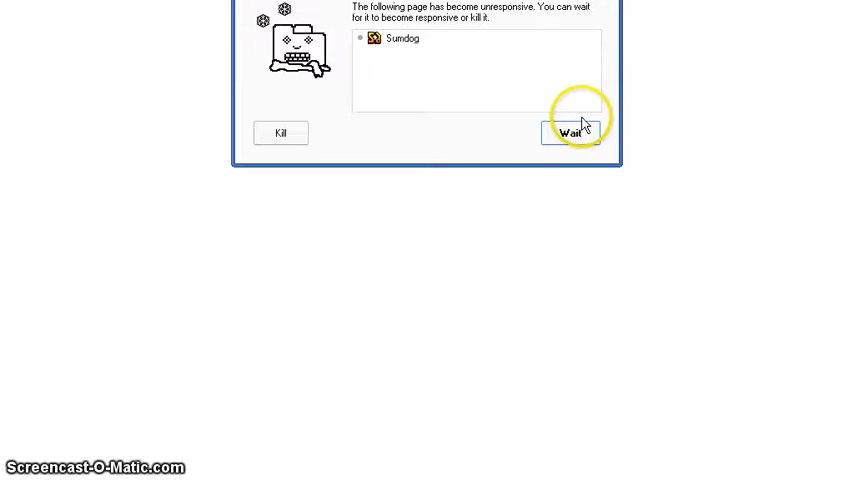 The following page has become unresponsive. You can wait
for it to become responsive or kill it.
Sumdog
Kill
Wait
Screencast-O-Matic.com